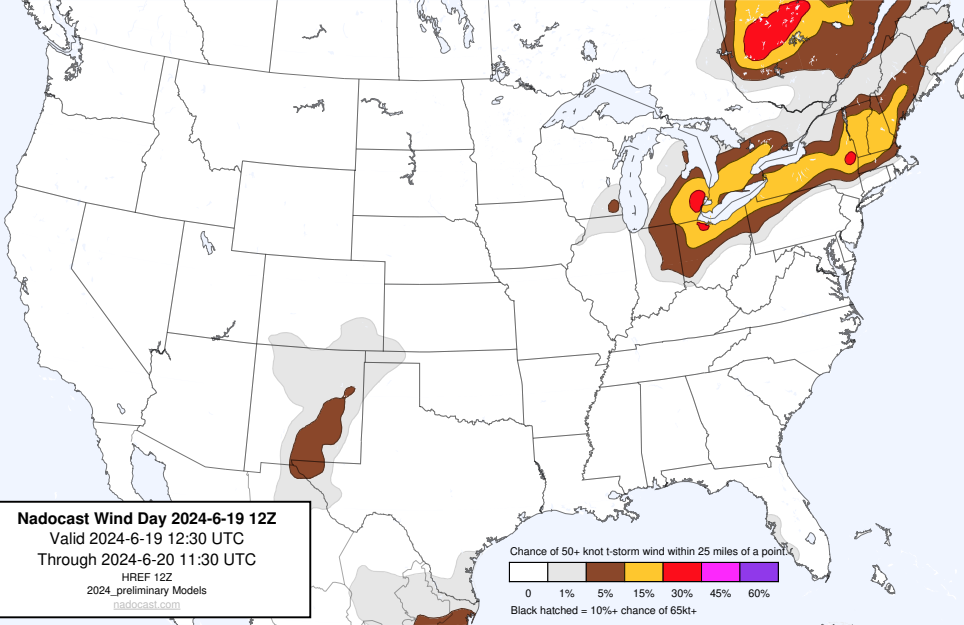 Nadocast Wind Day 2024-6-19 12Z
Valid 2024-6-19 12:30 UTC
Through 2024-6-20 11:30 UTC
HREF 12Z
2024_preliminary Models
nadocast.com
Chance of 50+ knot t-storm wind within 25 miles of a point.
0 1% 5% 15% 30% 45% 60%
Black hatched = 10%+ chance of 65kt+